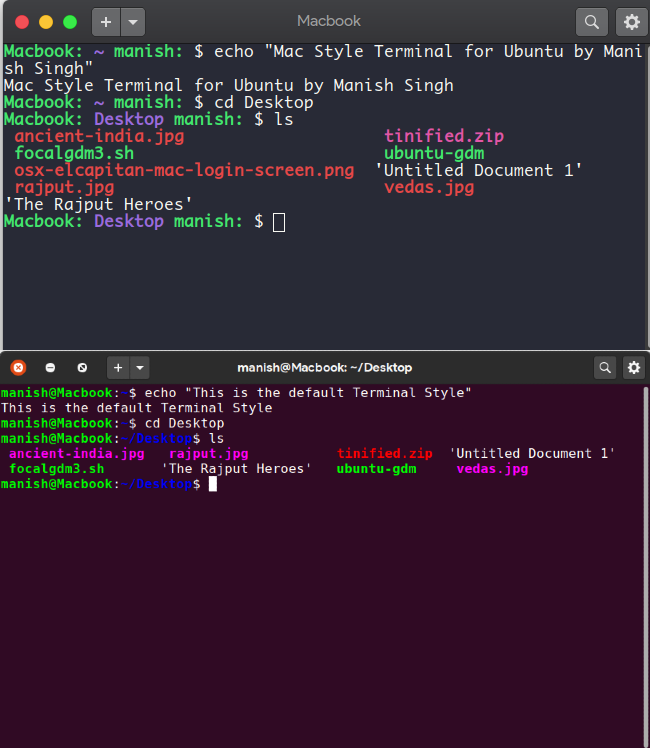 Macbook
Macbook: ~ manish: $ echo "Mac Style Terminal for Ubuntu by Mani
sh Singh"
Mac Style Terminal for Ubuntu by Manish Singh
Macbook: ~ manish: $ cd Desktop
Macbook: Desktop manish: $ ls
ancient-india.jpg tinified.zip
focalgdm3.sh ubuntu-gdm
osx-elcapitan-mac-login-screen.png 'Untitled Document 1'
rajput.jpg vedas.jpg
'The Rajput Heroes'
Macbook: Desktop manish: $
manish@Macbook: ~/Desktop
manish@Macbook:~$ echo "This is the default Terminal Style"
This is the default Terminal Style
manish@Macbook:~$ cd Desktop
manish@Macbook:~/Desktop$ ls
ancient-india.jpg rajput.jpg tinified.zip 'Untitled Document 1'
focalgdm3.sh 'The Rajput Heroes' ubuntu-gdm vedas.jpg
manish@Macbook:~/Desktop$